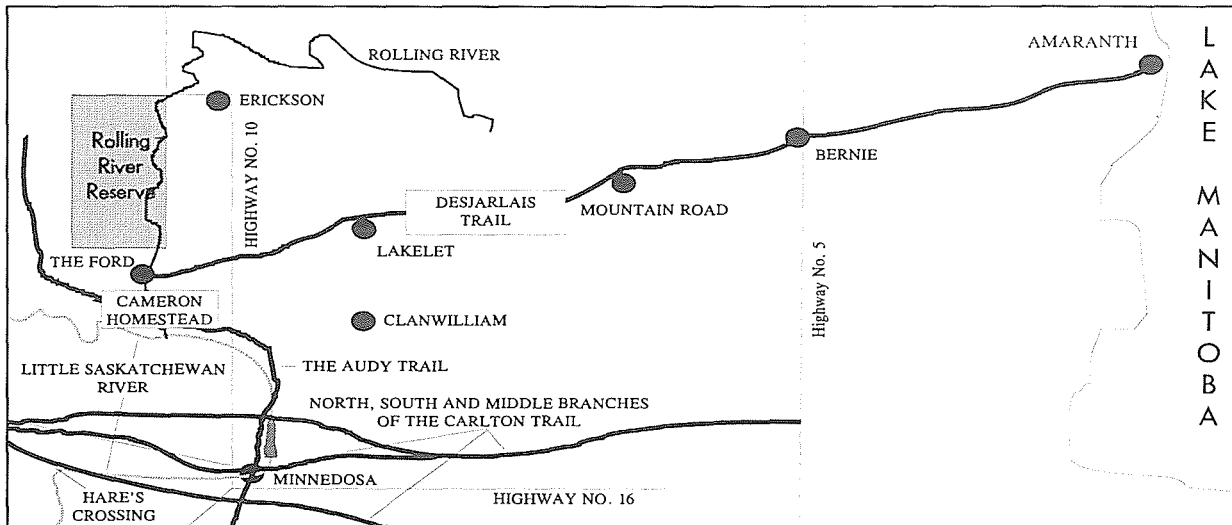 ROLLING RIVER
AMARANTH
LAKE MANITOBA
ERICKSON
Rolling
River
Reserve
HIGHWAY NO. 10
BERNIE
DESJARLAIS
TRAIL
MOUNTAIN ROAD
LAKELET
THE FORD
CAMERON
HOMESTEAD
CLANWILLIAM
Highway No. 5
LITTLE SASKATCHEWAN
RIVER
THE AUDY TRAIL
NORTH, SOUTH AND MIDDLE BRANCHES
OF THE CARLTON TRAIL
MINNEDOSA
HARE'S
CROSSING
HIGHWAY NO. 16